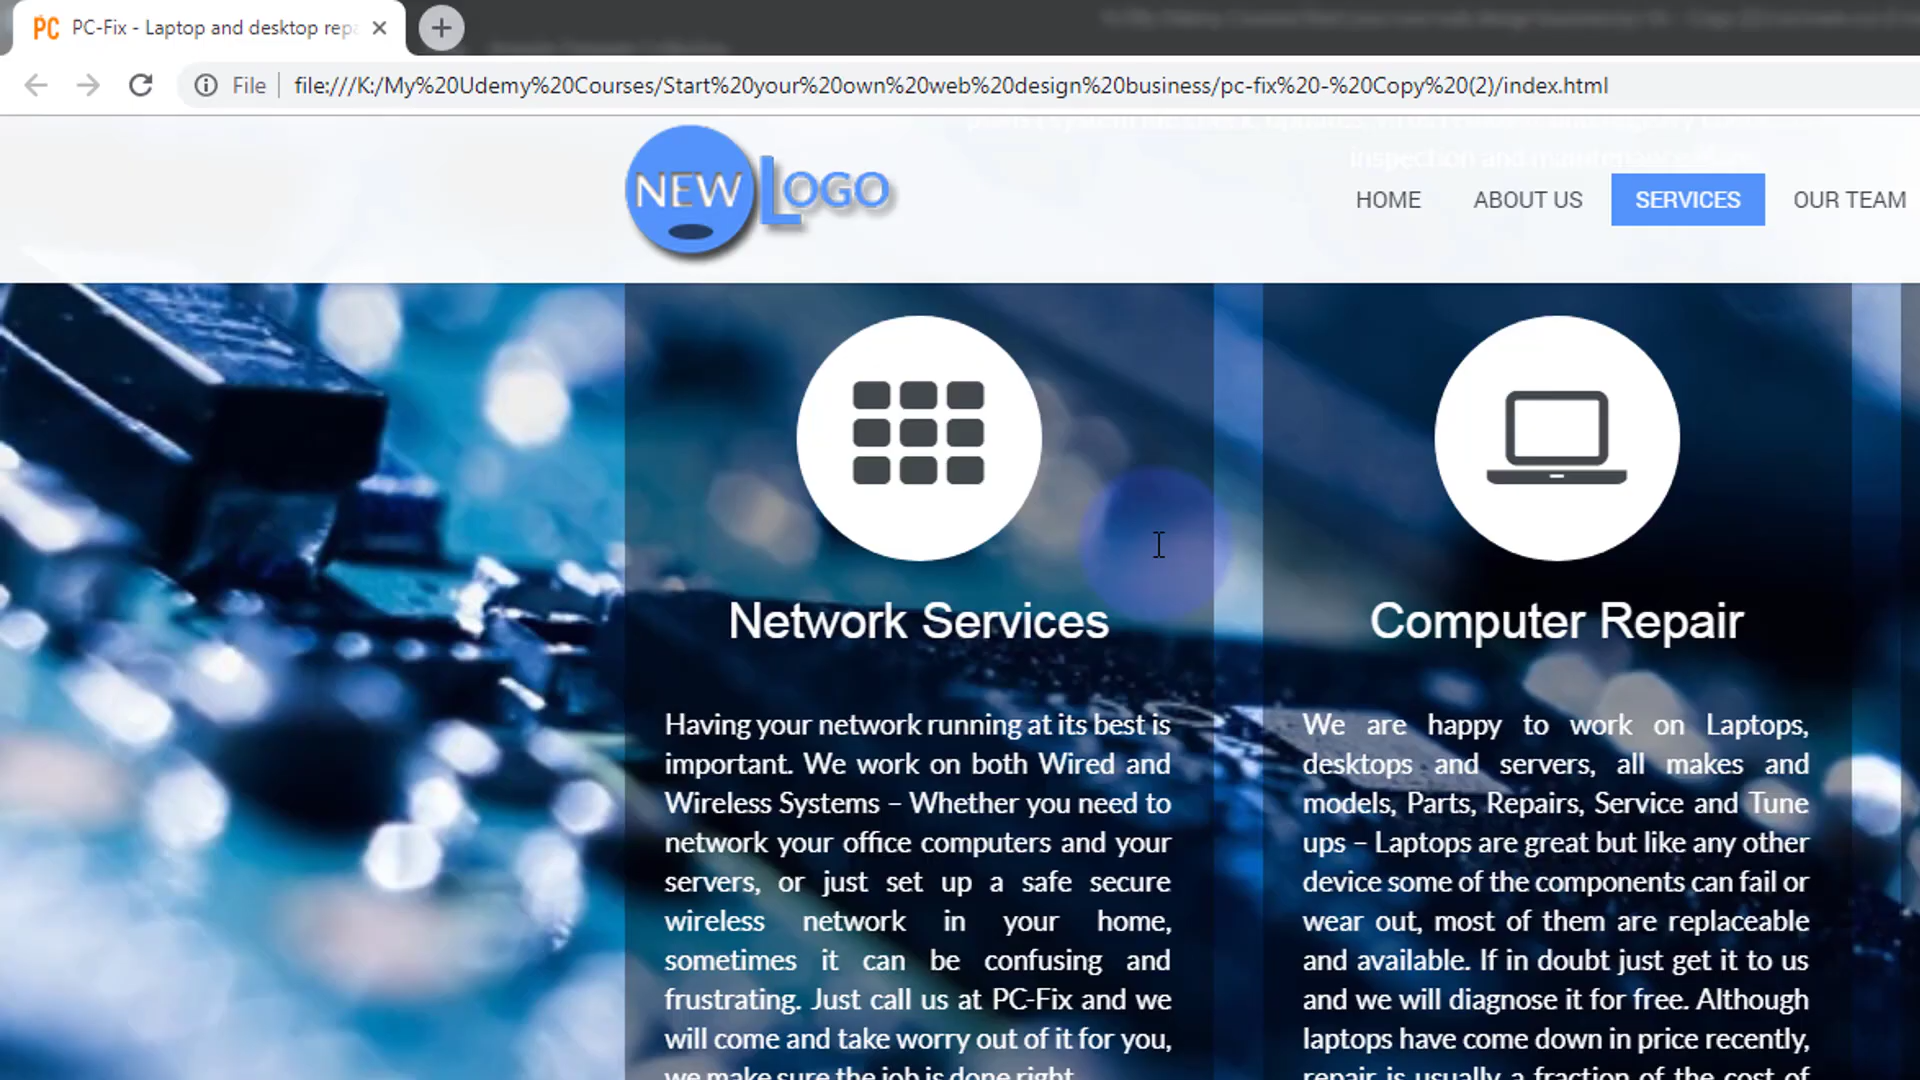 PC PC-Fix - Laptop and desktop repa
File file:///K:/My%20Udemy%20Courses/Start%20your%20own%20web%20design%20business/pc-fix%20-%20Copy%20(2)/index.html
inspection and maintenance
NEW LOGO
HOME ABOUT US SERVICES OUR TEAM
Network Services
Having your network running at its best is
important. We work on both Wired and
Wireless Systems – Whether you need to
network your office computers and your
servers, or just set up a safe secure
wireless network in your home,
sometimes it can be confusing and
frustrating. Just call us at PC-Fix and we
will come and take worry out of it for you,
we make sure the job is done right.
Computer Repair
We are happy to work on Laptops,
desktops and servers, all makes and
models, Parts, Repairs, Service and Tune
ups – Laptops are great but like any other
device some of the components can fail or
wear out, most of them are replaceable
and available. If in doubt just get it to us
and we will diagnose it for free. Although
laptops have come down in price recently,
repair is usually a fraction of the cost of